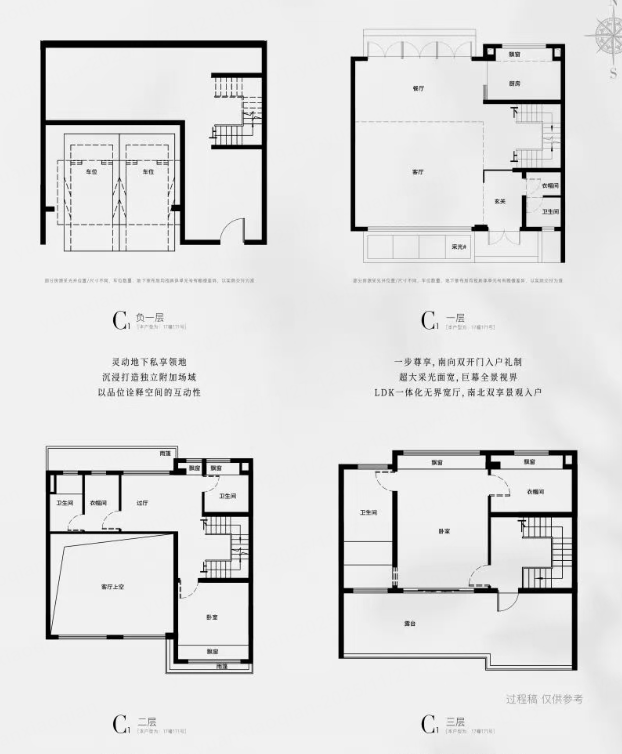 N
S
车位
车位
飘窗
餐厅
厨房
客厅
玄关
衣帽间
卫生间
采光井
C1 负一层
C1 一层
灵动地下私享领地
沉浸打造独立附加场域
以品位诠释空间的互动性
一步尊享,南向双开门入户礼制
超大采光面宽,巨幕全景视界
LDK一体化无界宽厅,南北双享景观入户
雨篷
飘窗
飘窗
卫生间
衣帽间
过厅
卫生间
客厅上空
卧室
飘窗
雨篷
飘窗
飘窗
卫生间
卧室
衣帽间
露台
过程稿 仅供参考
C1 二层
C1 三层